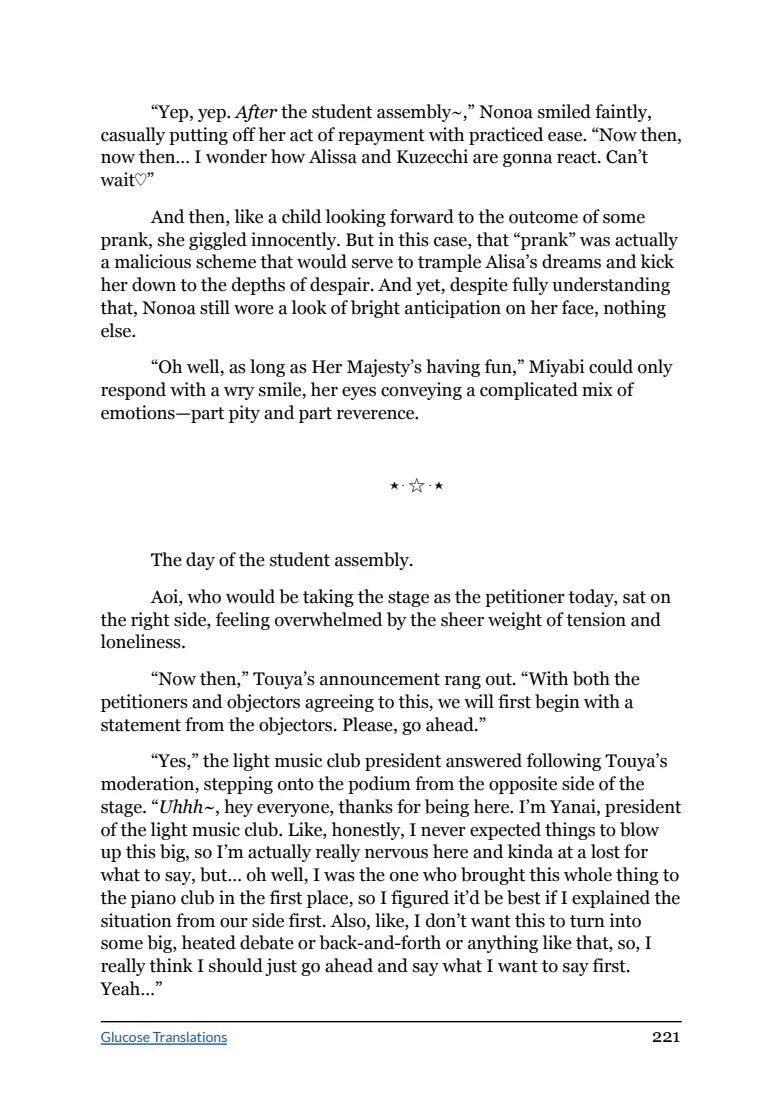 “Yep, yep. After the student assembly~,” Nonoa smiled faintly,
casually putting off her act of repayment with practiced ease. “Now then,
now then… I wonder how Alissa and Kuzecchi are gonna react. Can’t
wait♡”
And then, like a child looking forward to the outcome of some
prank, she giggled innocently. But in this case, that “prank” was actually
a malicious scheme that would serve to trample Alisa’s dreams and kick
her down to the depths of despair. And yet, despite fully understanding
that, Nonoa still wore a look of bright anticipation on her face, nothing
else.
“Oh well, as long as Her Majesty’s having fun,” Miyabi could only
respond with a wry smile, her eyes conveying a complicated mix of
emotions—part pity and part reverence.
⋆·☆·⋆
The day of the student assembly.
Aoi, who would be taking the stage as the petitioner today, sat on
the right side, feeling overwhelmed by the sheer weight of tension and
loneliness.
“Now then,” Touya’s announcement rang out. “With both the
petitioners and objectors agreeing to this, we will first begin with a
statement from the objectors. Please, go ahead.”
“Yes,” the light music club president answered following Touya’s
moderation, stepping onto the podium from the opposite side of the
stage. “Uhhh~, hey everyone, thanks for being here. I’m Yanai, president
of the light music club. Like, honestly, I never expected things to blow
up this big, so I’m actually really nervous here and kinda at a lost for
what to say, but… oh well, I was the one who brought this whole thing to
the piano club in the first place, so I figured it’d be best if I explained the
situation from our side first. Also, like, I don’t want this to turn into
some big, heated debate or back-and-forth or anything like that, so, I
really think I should just go ahead and say what I want to say first.
Yeah…”
Glucose Translations 221